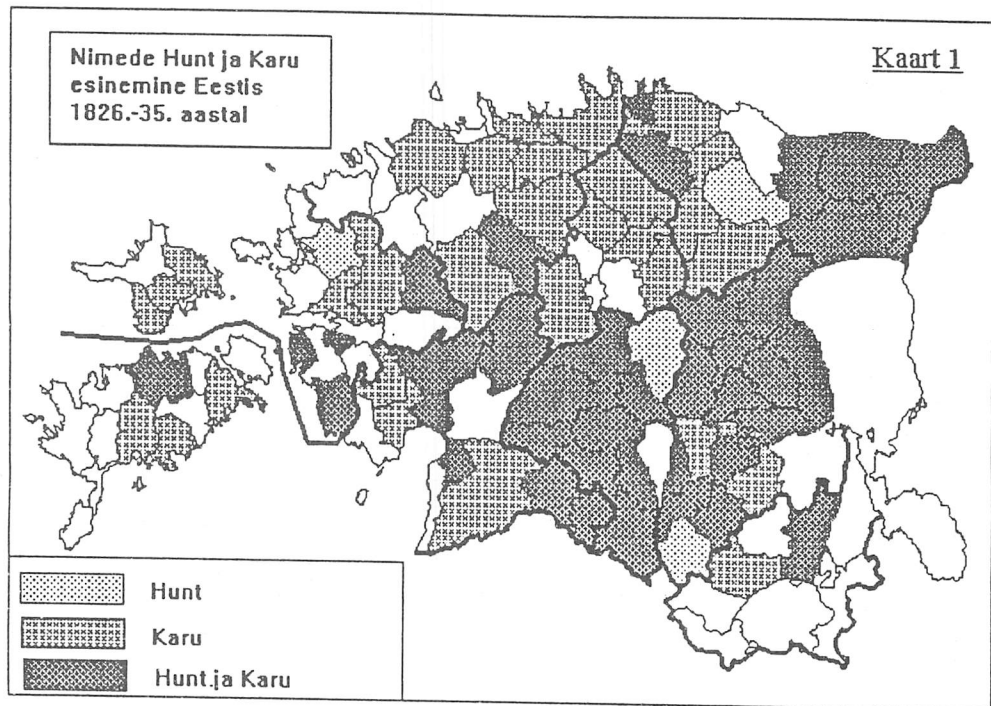 Nimede Hunt ja Karu
esinemine Eestis
1826.-35. aastal
Kaart 1
Hunt
Karu
Hunt.ja Karu